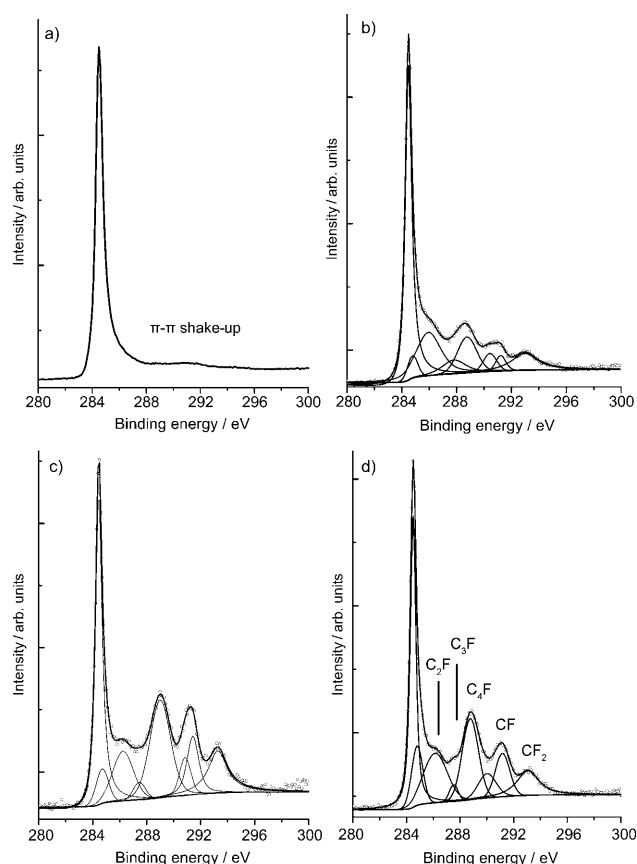 a)
π-π shake-up
Intensity / arb. units
280 284 288 292 296 300
Binding energy / eV
b)
Intensity / arb. units
280 284 288 292 296 300
Binding energy / eV
c)
Intensity / arb. units
280 284 288 292 296 300
Binding energy / eV
d)
C₃F
C₂F
C₄F
CF
CF₂
Intensity / arb. units
280 284 288 292 296 300
Binding energy / eV